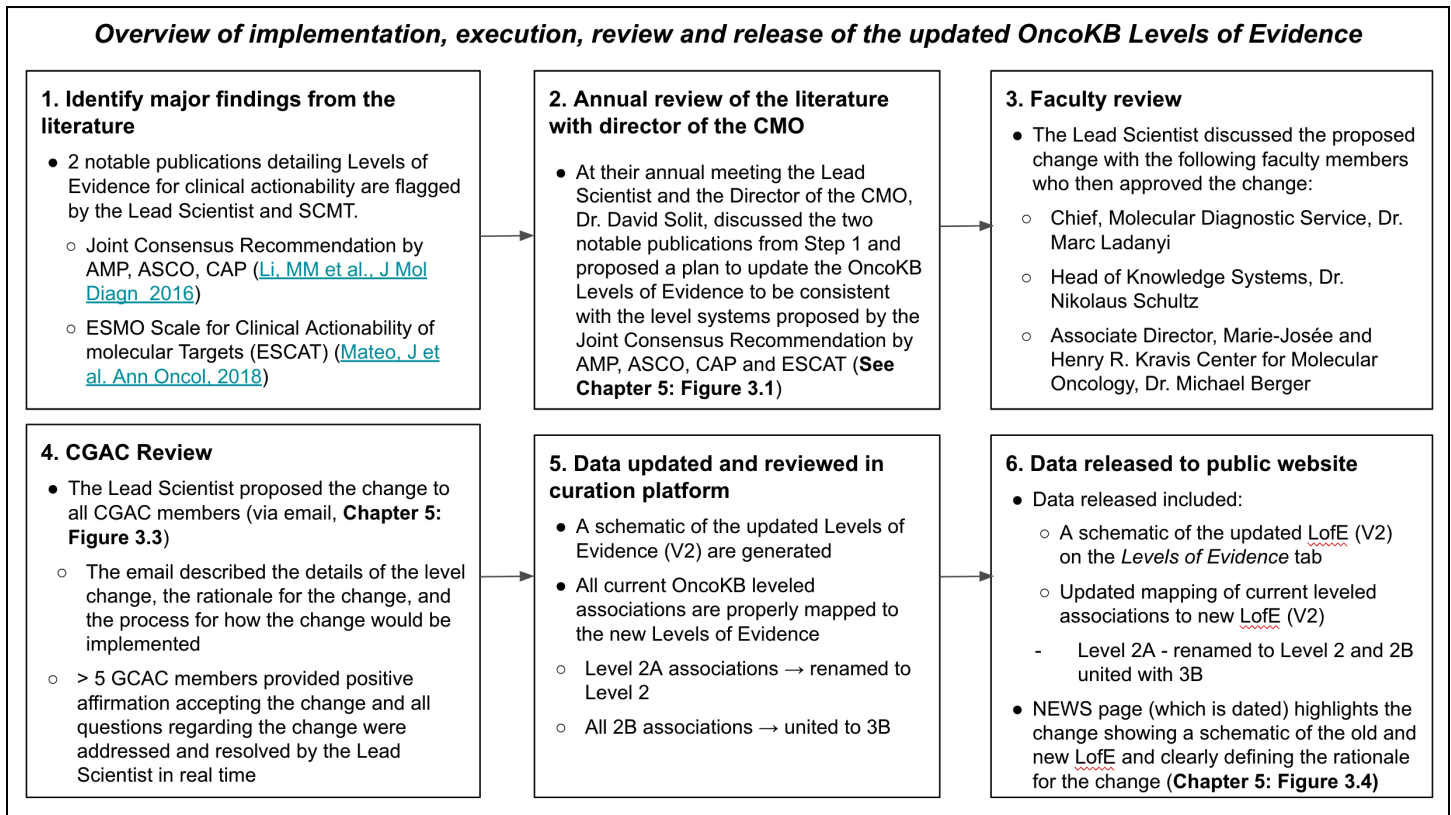 Overview of implementation, execution, review and release of the updated OncoKB Levels of Evidence
1. Identify major findings from the
literature
● 2 notable publications detailing Levels of
Evidence for clinical actionability are flagged
by the Lead Scientist and SCMT.
○ Joint Consensus Recommendation by
AMP, ASCO, CAP (Li, MM et al., J Mol
Diagn  2016)
○ ESMO Scale for Clinical Actionability of
molecular Targets (ESCAT) (Mateo, J et
al. Ann Oncol, 2018)
2. Annual review of the literature
with director of the CMO
● At their annual meeting the Lead
Scientist and the Director of the CMO,
Dr. David Solit, discussed the two
notable publications from Step 1 and
proposed a plan to update the OncoKB
Levels of Evidence to be consistent
with the level systems proposed by the
Joint Consensus Recommendation by
AMP, ASCO, CAP and ESCAT (See
Chapter 5: Figure 3.1)
3. Faculty review
● The Lead Scientist discussed the proposed
change with the following faculty members
who then approved the change:
○ Chief, Molecular Diagnostic Service, Dr.
Marc Ladanyi
○ Head of Knowledge Systems, Dr.
Nikolaus Schultz
○ Associate Director, Marie-Josée and
Henry R. Kravis Center for Molecular
Oncology, Dr. Michael Berger
4. CGAC Review
● The Lead Scientist proposed the change to
all CGAC members (via email, Chapter 5:
Figure 3.3)
○ The email described the details of the level
change, the rationale for the change, and
the process for how the change would be
implemented
○ > 5 GCAC members provided positive
affirmation accepting the change and all
questions regarding the change were
addressed and resolved by the Lead
Scientist in real time
5. Data updated and reviewed in
curation platform
● A schematic of the updated Levels of
Evidence (V2) are generated
● All current OncoKB leveled
associations are properly mapped to
the new Levels of Evidence
○ Level 2A associations → renamed to
Level 2
○ All 2B associations → united to 3B
6. Data released to public website
● Data released included:
○ A schematic of the updated LofE (V2)
on the Levels of Evidence tab
○ Updated mapping of current leveled
associations to new LofE (V2)
- Level 2A - renamed to Level 2 and 2B
united with 3B
● NEWS page (which is dated) highlights the
change showing a schematic of the old and
new LofE and clearly defining the rationale
for the change (Chapter 5: Figure 3.4)